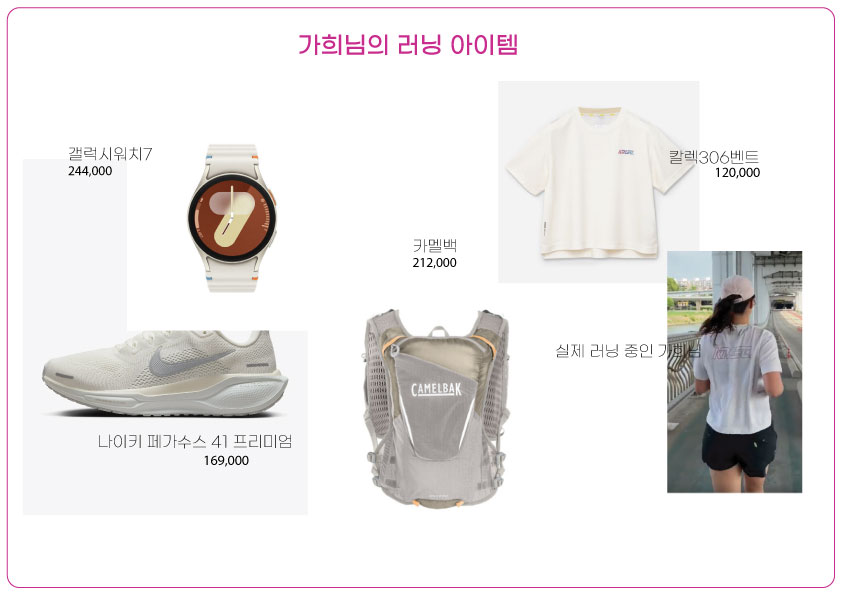 가희님의 러닝 아이템
갤럭시워치7
244,000
칼렉306벤트
120,000
카멜백
212,000
CAMELBAK
실제 러닝 중인 가희님
나이키 페가수스 41 프리미엄
169,000